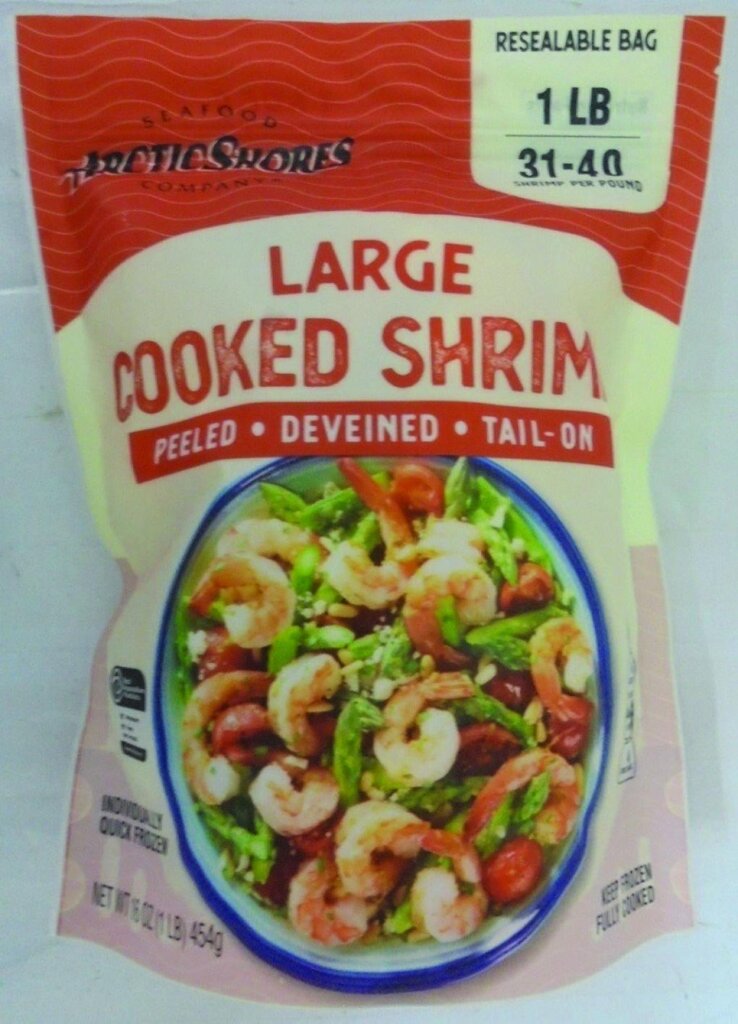 RESEALABLE BAG
1 LB
31-40
SHRIMP PER POUND
SEAFOOD
ARCTIC SHORES
COMPANY
LARGE
COOKED SHRIM
PEELED • DEVEINED • TAIL-ON
INDIVIDUALLY
QUICK FROZEN
NET WT 16 OZ (1 LB) 454g
KEEP FROZEN
FULLY COOKED